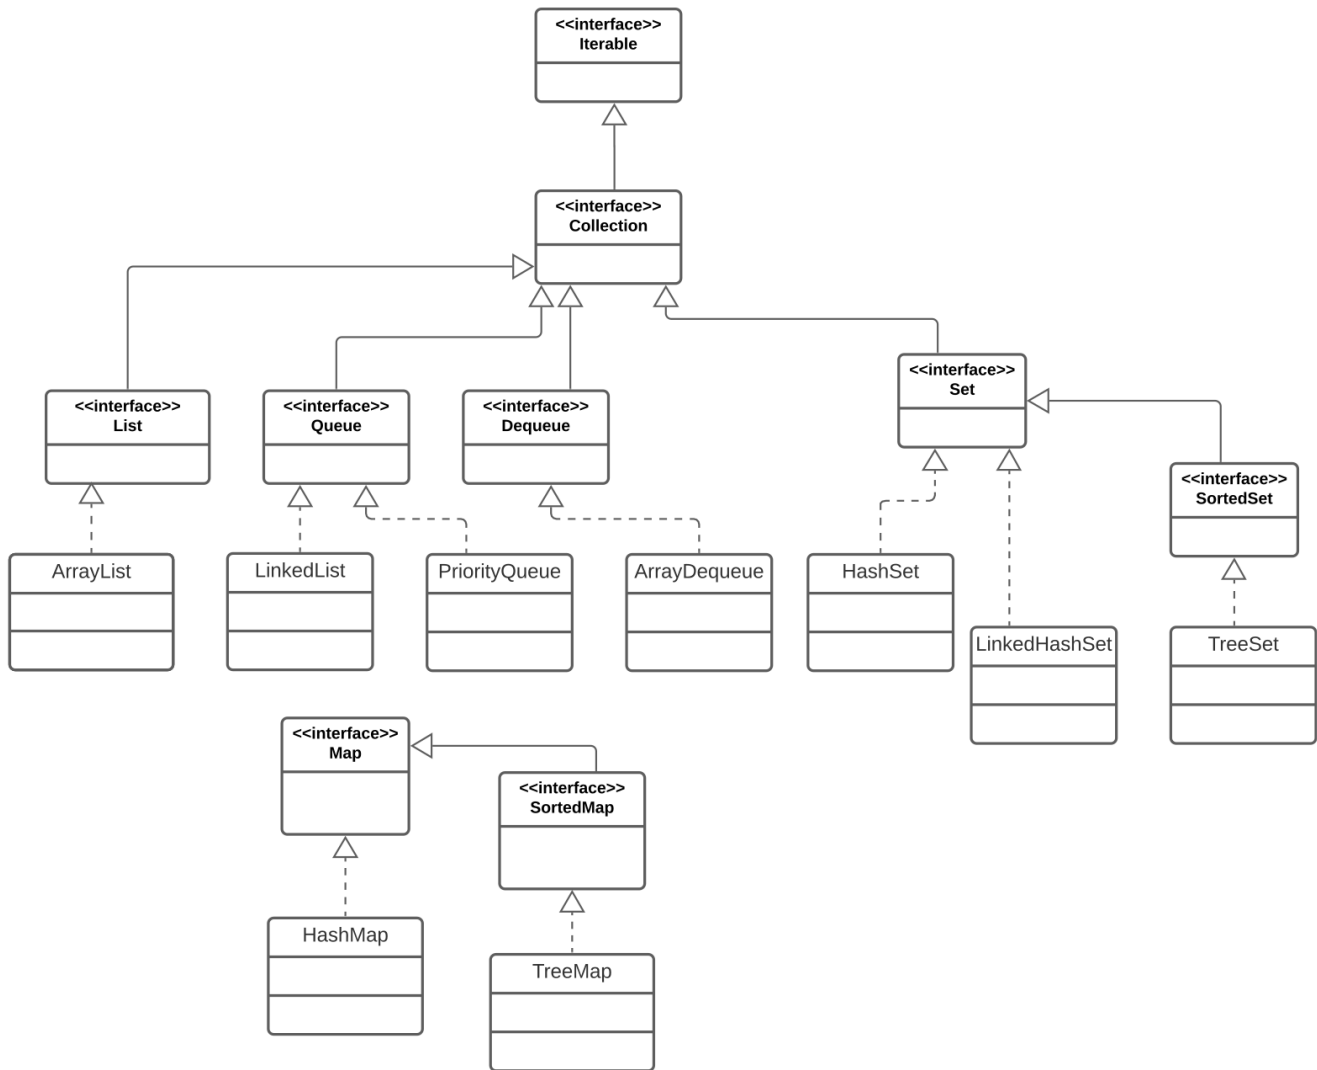 <<interface>>
Iterable
<<interface>>
Collection
<<interface>>
List
<<interface>>
Queue
<<interface>>
Dequeue
<<interface>>
Set
<<interface>>
SortedSet
ArrayList
LinkedList
PriorityQueue
ArrayDequeue
HashSet
LinkedHashSet
TreeSet
<<interface>>
Map
<<interface>>
SortedMap
HashMap
TreeMap